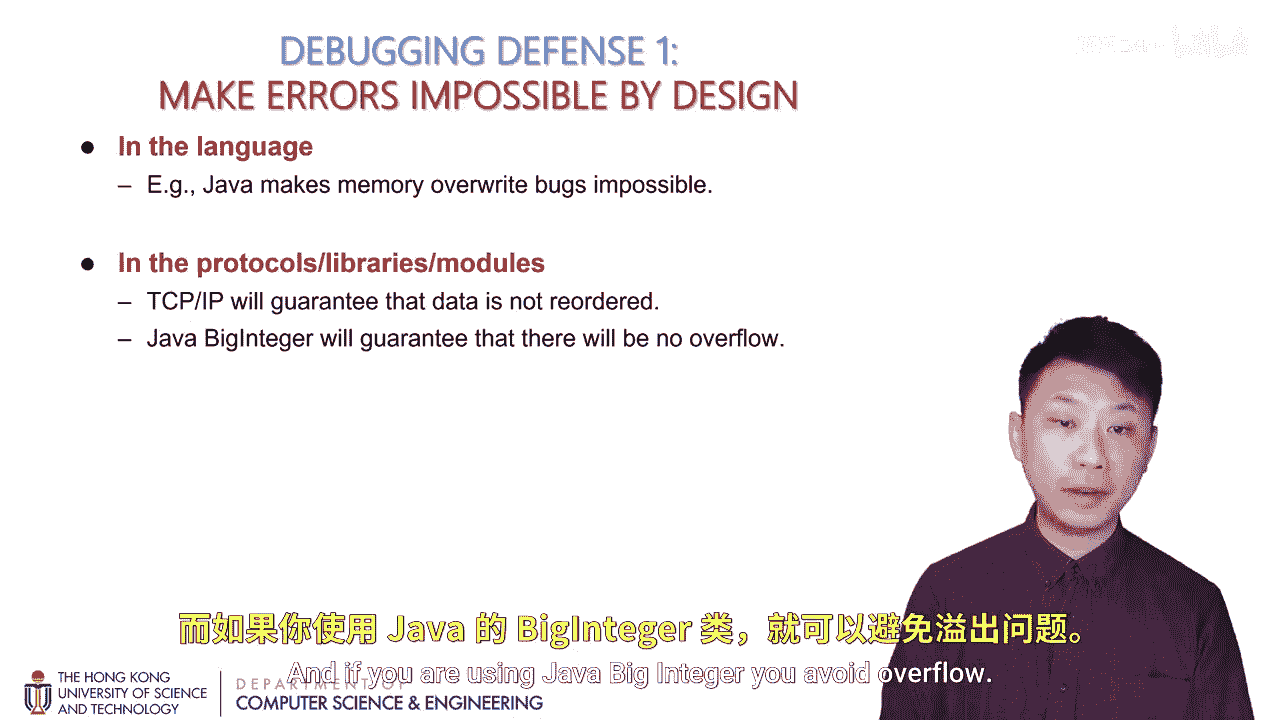 DEBUGGING DEFENSE 1:
MAKE ERRORS IMPOSSIBLE BY DESIGN
● In the language
– E.g., Java makes memory overwrite bugs impossible.
● In the protocols/libraries/modules
– TCP/IP will guarantee that data is not reordered.
– Java BigInteger will guarantee that there will be no overflow.
而如果你使用 Java 的 BigInteger 类，就可以避免溢出问题。
And if you are using Java Big Integer you avoid overflow.
THE HONG KONG
UNIVERSITY OF SCIENCE
AND TECHNOLOGY
DEPARTMENT OF
COMPUTER SCIENCE & ENGINEERING